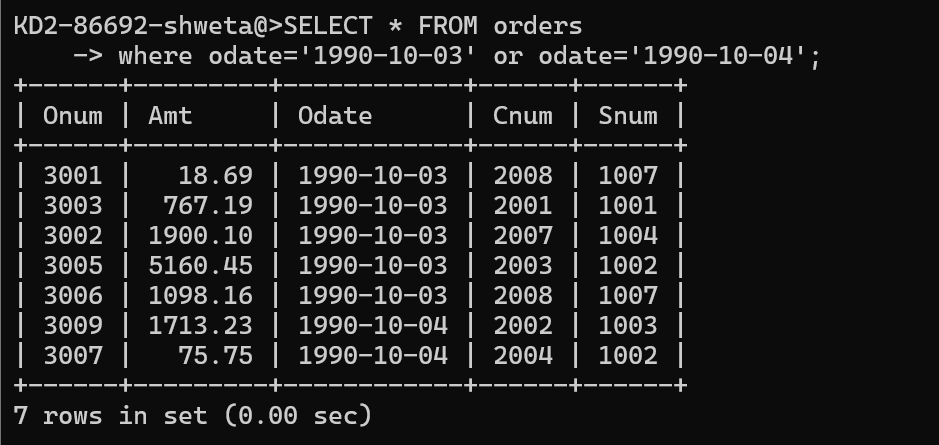 KD2-86692-shweta@>SELECT * FROM orders
    -> where odate='1990-10-03' or odate='1990-10-04';
+------+---------+------------+------+------+
| Onum | Amt     | Odate      | Cnum | Snum |
+------+---------+------------+------+------+
| 3001 |   18.69 | 1990-10-03 | 2008 | 1007 |
| 3003 |  767.19 | 1990-10-03 | 2001 | 1001 |
| 3002 | 1900.10 | 1990-10-03 | 2007 | 1004 |
| 3005 | 5160.45 | 1990-10-03 | 2003 | 1002 |
| 3006 | 1098.16 | 1990-10-03 | 2008 | 1007 |
| 3009 | 1713.23 | 1990-10-04 | 2002 | 1003 |
| 3007 |   75.75 | 1990-10-04 | 2004 | 1002 |
+------+---------+------------+------+------+
7 rows in set (0.00 sec)